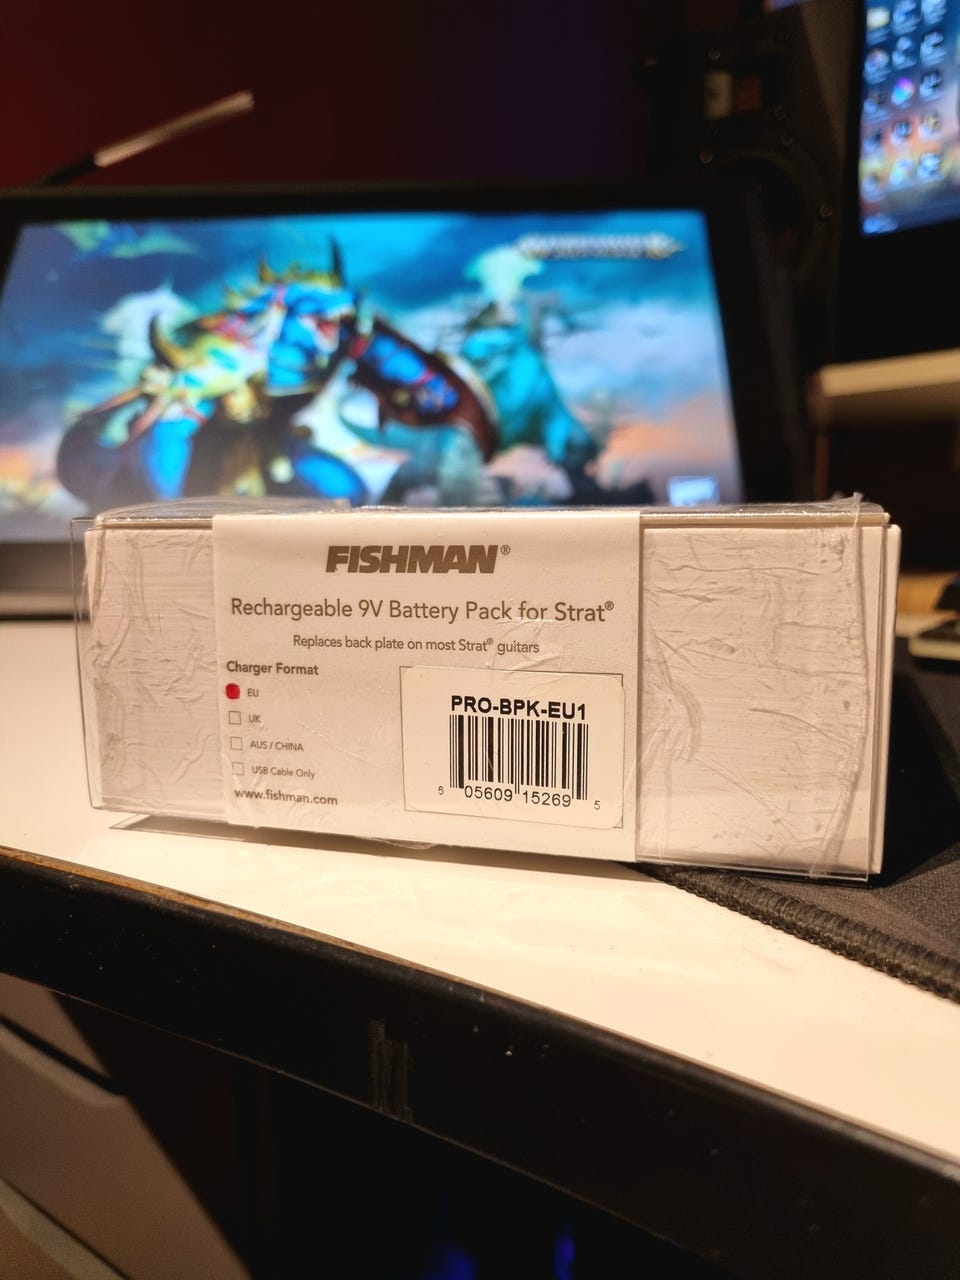 FISHMAN®
Rechargeable 9V Battery Pack for Strat®
Replaces back plate on most Strat® guitars
Charger Format
EU
UK
AUS / CHINA
USB Cable Only
www.fishman.com
PRO-BPK-EU1
6 05609 15269 5